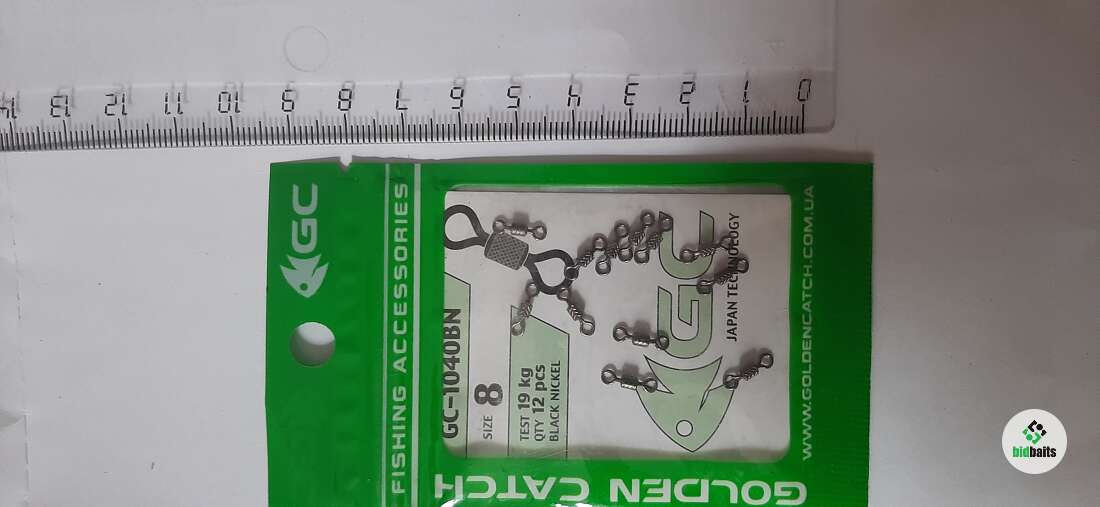 0 1 2 3 4 5 6 7 8 9 10 11 12 13 14
GC
FISHING ACCESSORIES
GC-1040BN
SIZE 8
TEST 19 kg
QTY 12 pcs
BLACK NICKEL
GC
JAPAN TECHNOLOGY
WWW.GOLDENCATCH.COM.UA
GOLDEN CATCH
bidbaits